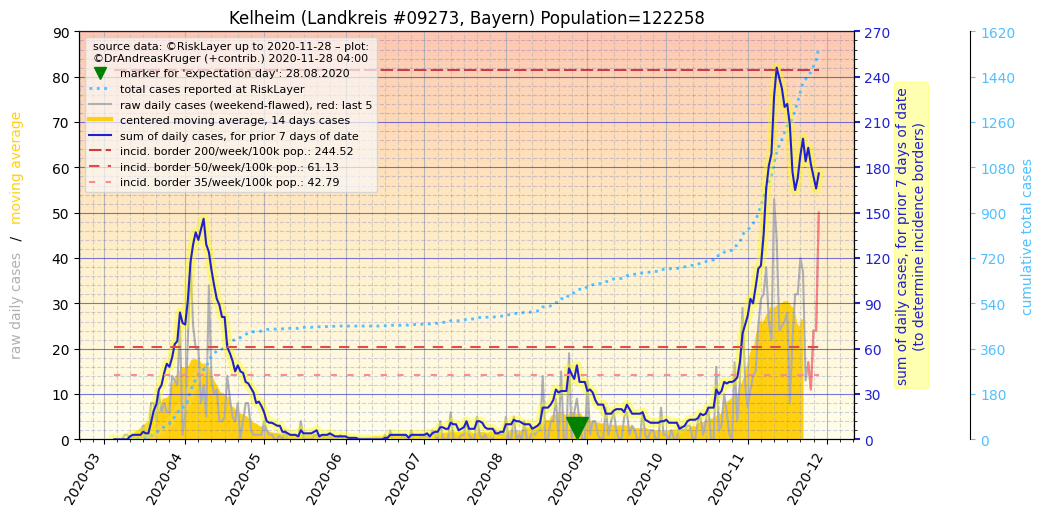 Kelheim (Landkreis #09273, Bayern) Population=122258
source data: ©RiskLayer up to 2020-11-28 – plot:
©DrAndreasKruger (+contrib.) 2020-11-28 04:00
marker for 'expectation day': 28.08.2020
total cases reported at RiskLayer
raw daily cases (weekend-flawed), red: last 5
centered moving average, 14 days cases
sum of daily cases, for prior 7 days of date
incid. border 200/week/100k pop.: 244.52
incid. border 50/week/100k pop.: 61.13
incid. border 35/week/100k pop.: 42.79
raw daily cases / moving average
90
80
70
60
50
40
30
20
10
0
2020-03
2020-04
2020-05
2020-06
2020-07
2020-08
2020-09
2020-10
2020-11
2020-12
270
240
210
180
150
120
90
60
30
0
sum of daily cases, for prior 7 days of date
(to determine incidence borders)
1620
1440
1260
1080
900
720
540
360
180
0
cumulative total cases